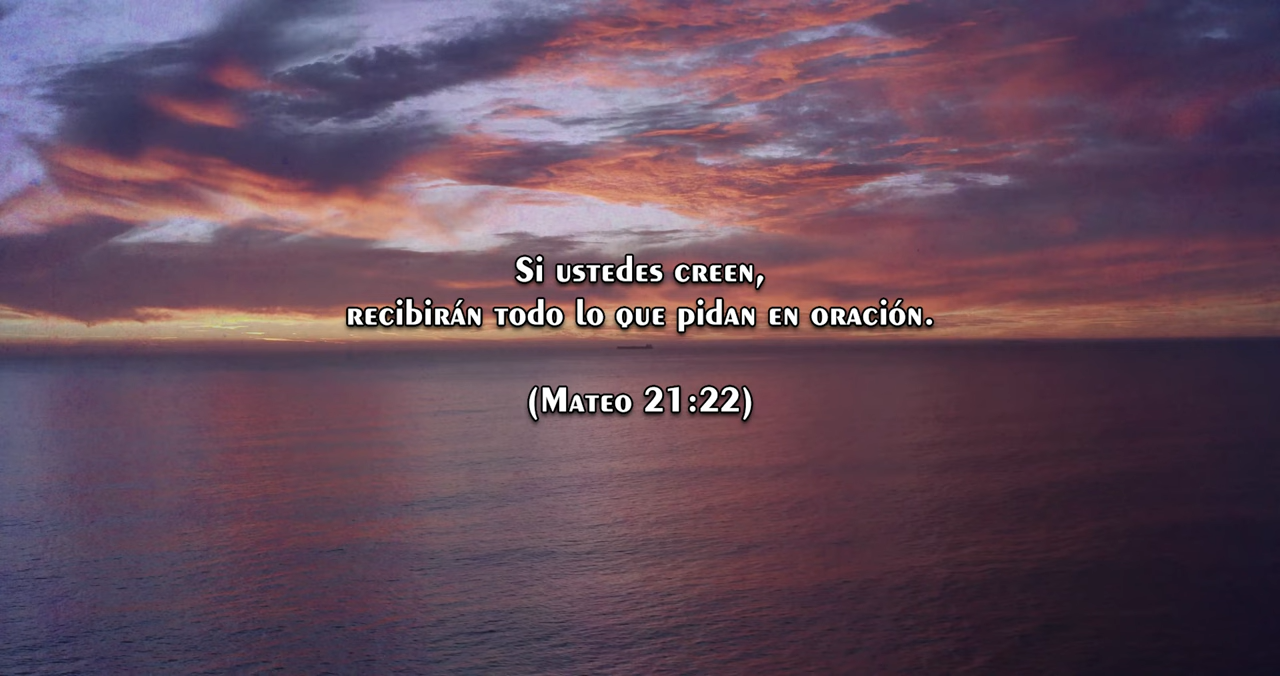 Si ustedes creen,
recibirán todo lo que pidan en oración.
(Mateo 21:22)